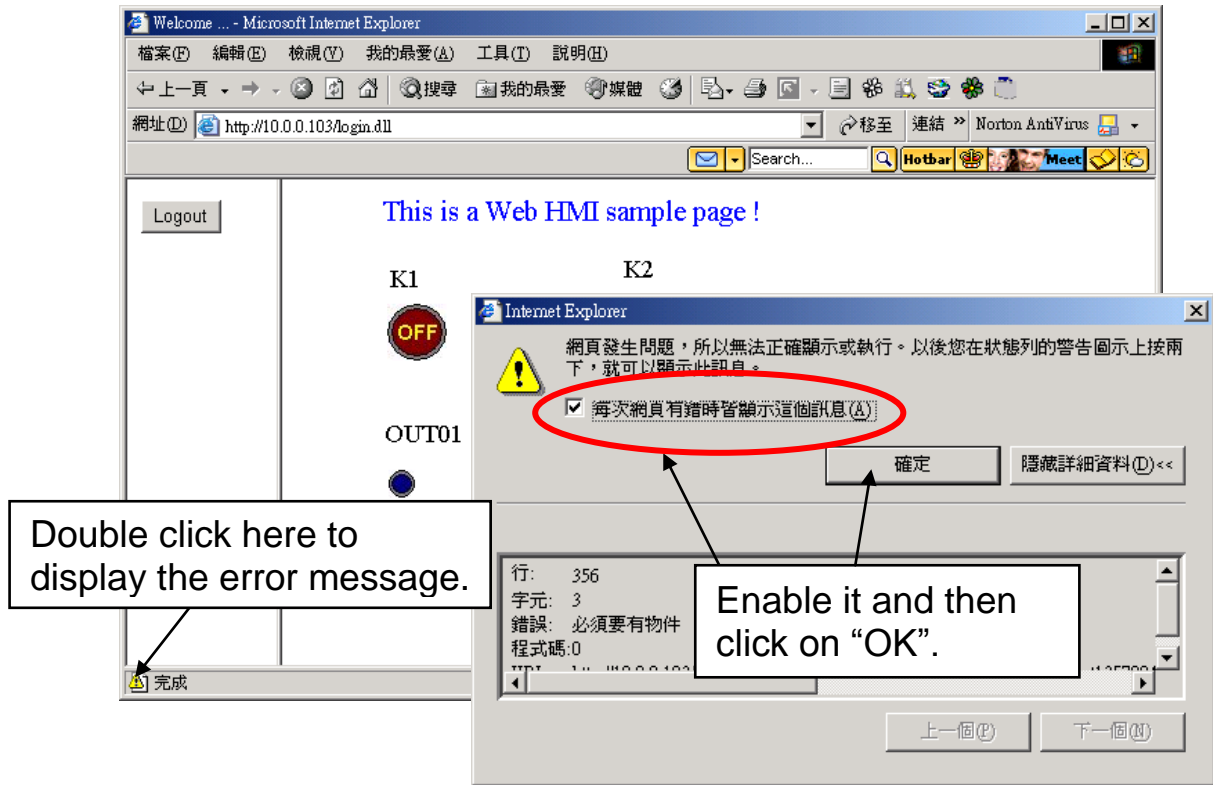 Welcome ... - Microsoft Internet Explorer
檔案(F) 編輯(E) 檢視(V) 我的最愛(A) 工具(T) 說明(H)
上一頁 搜尋 我的最愛 媒體
網址(D) http://10.0.0.103/login.dll 移至 連結 » Norton AntiVirus
Search... Hotbar Meet
Logout
This is a Web HMI sample page !
K1 K2
OFF
OUT01
Internet Explorer
網頁發生問題，所以無法正確顯示或執行。以後您在狀態列的警告圖示上按兩
下，就可以顯示此訊息。
每次網頁有錯時皆顯示這個訊息(A)
確定 隱藏詳細資料(D)<<
Double click here to
display the error message.
行: 356
字元: 3
錯誤: 必須要有物件
程式碼:0
Enable it and then
click on “OK”.
完成
上一個(P) 下一個(N)